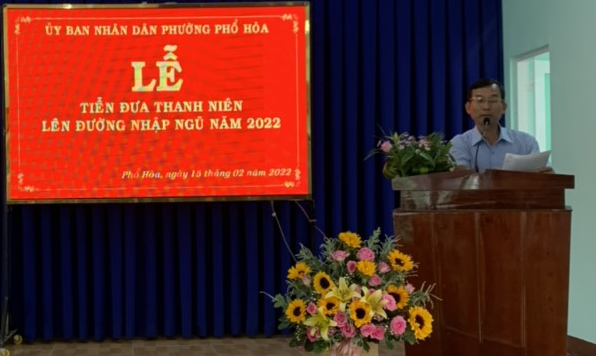 ỦY BAN NHÂN DÂN PHƯỜNG PHỔ HÒA
LỄ
TIỄN ĐƯA THANH NIÊN
LÊN ĐƯỜNG NHẬP NGŨ NĂM 2022
Phổ Hòa, ngày 15 tháng 02 năm 2022